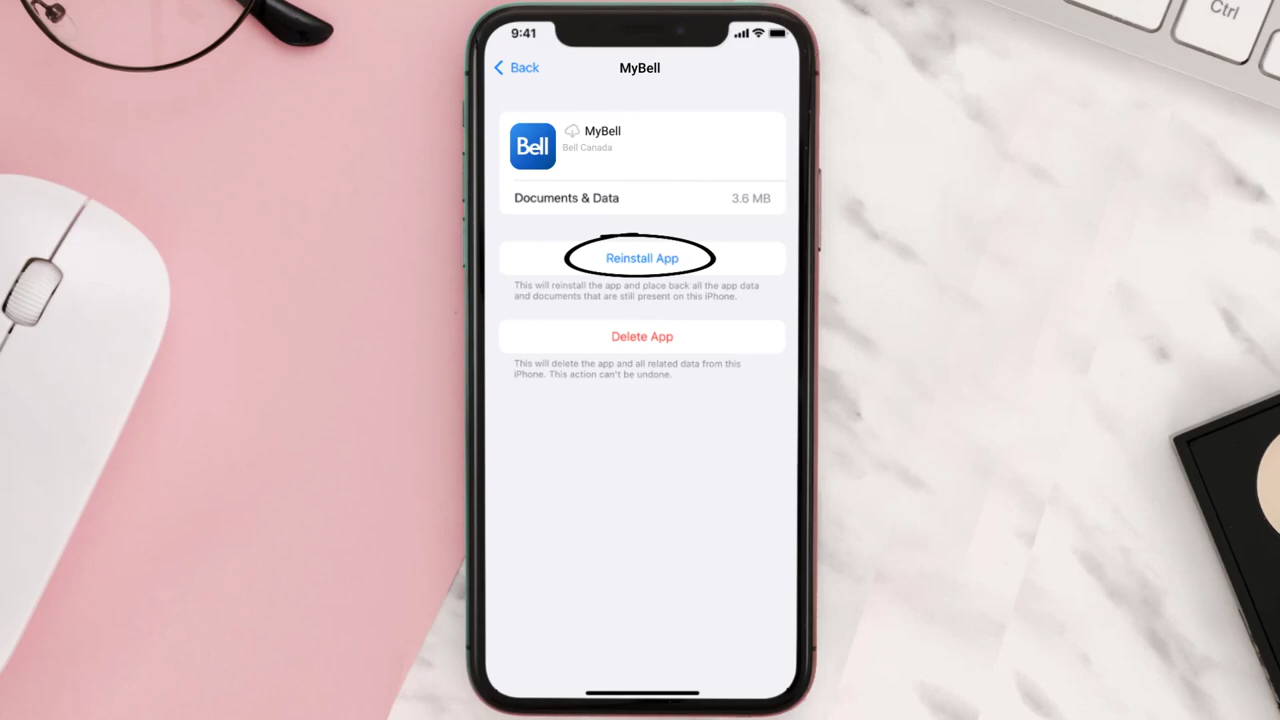 Ctrl
9:41
Back
MyBell
Bell
MyBell
Bell Canada
Documents & Data
3.6 MB
Reinstall App
This will reinstall the app and place back all the app data
and documents that are still present on this iPhone.
Delete App
This will delete the app and all related data from this
iPhone. This action can't be undone.